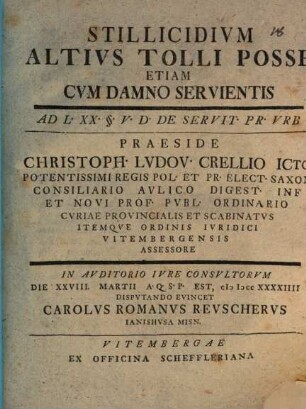 STILLICIDIVM
ALTIVS TOLLI POSSE
ETIAM
CVM DAMNO SERVIENTIS
AD L· XX· §· V· D· DE SERVIT· PR· VRB
PRAESIDE
CHRISTOPH· LVDOV· CRELLIO ICTO
POTENTISSIMI REGIS POL· ET PR· ELECT· SAXON
CONSILIARIO AVLICO DIGEST· INF
ET NOVI PROF· PVBL· ORDINARIO
CVRIAE PROVINCIALIS ET SCABINATVS
ITEMQVE ORDINIS IVRIDICI
VITEMBERGENSIS
ASSESSORE
IN AVDITORIO IVRE CONSVLTORVM
DIE XXVIII MARTII A· Q· S· P· EST, cIↄ Iↄcc XXXXIIII
DISPUTANDO EVINCET
CAROLVS ROMANVS REVSCHERVS
IANISHVSA MISN.
VITEMBERGAE
EX OFFICINA SCHEFFLERIANA